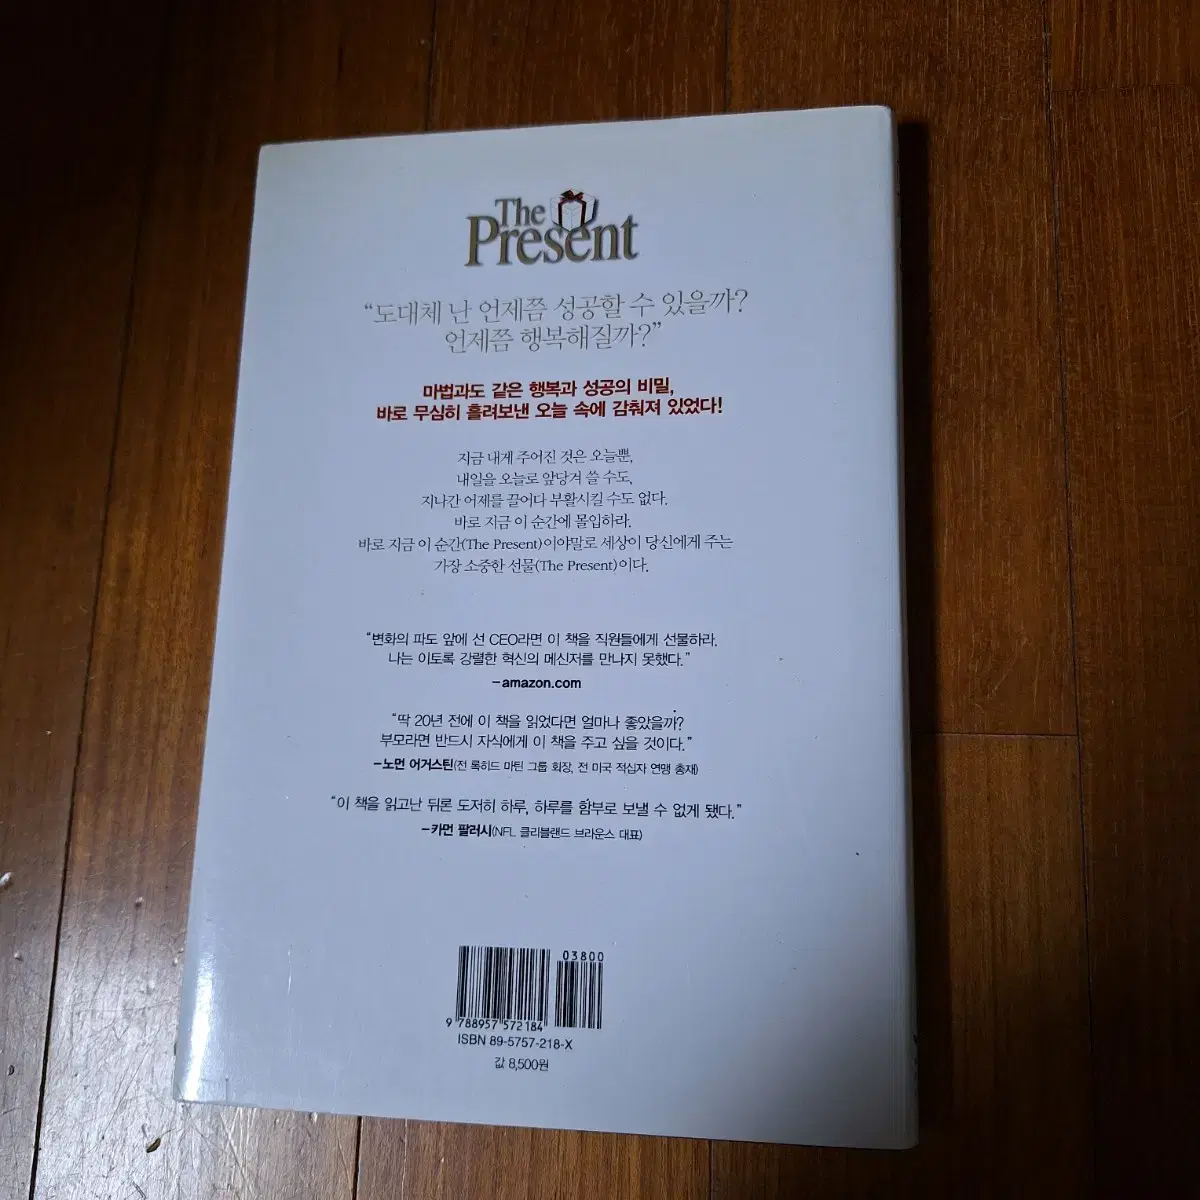 The
Present
“도대체 난 언제쯤 성공할 수 있을까?
언제쯤 행복해질까?”
마법과도 같은 행복과 성공의 비밀,
바로 무심히 흘려보낸 오늘 속에 감춰져 있었다!
지금 내게 주어진 것은 오늘뿐,
내일을 오늘로 앞당겨 쓸 수도,
지나간 어제를 끌어다 부활시킬 수도 없다.
바로 지금 이 순간에 몰입하라.
바로 지금 이 순간(The Present)이야말로 세상이 당신에게 주는
가장 소중한 선물(The Present)이다.
“변화의 파도 앞에 선 CEO라면 이 책을 직원들에게 선물하라.
나는 이토록 강렬한 혁신의 메신저를 만나지 못했다.”
–amazon.com
“딱 20년 전에 이 책을 읽었다면 얼마나 좋았을까?
부모라면 반드시 자식에게 이 책을 주고 싶을 것이다.”
–노먼 어거스틴(전 록히드 마틴 그룹 회장, 전 미국 적십자 연맹 총재)
“이 책을 읽고난 뒤론 도저히 하루, 하루를 함부로 보낼 수 없게 됐다.”
–카먼 팔러시(NFL 클리블랜드 브라운스 대표)
03800
9 788957 572184
ISBN 89-5757-218-X
값 8,500원